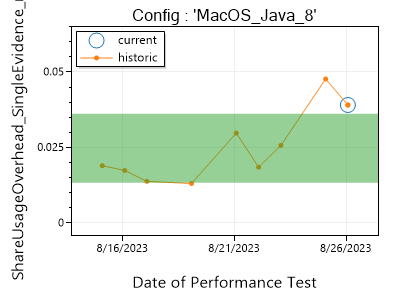 Config : 'MacOS_Java_8'
current
historic
0.05
0.025
0
ShareUsageOverhead_SingleEvidence_
8/16/2023
8/21/2023
8/26/2023
Date of Performance Test